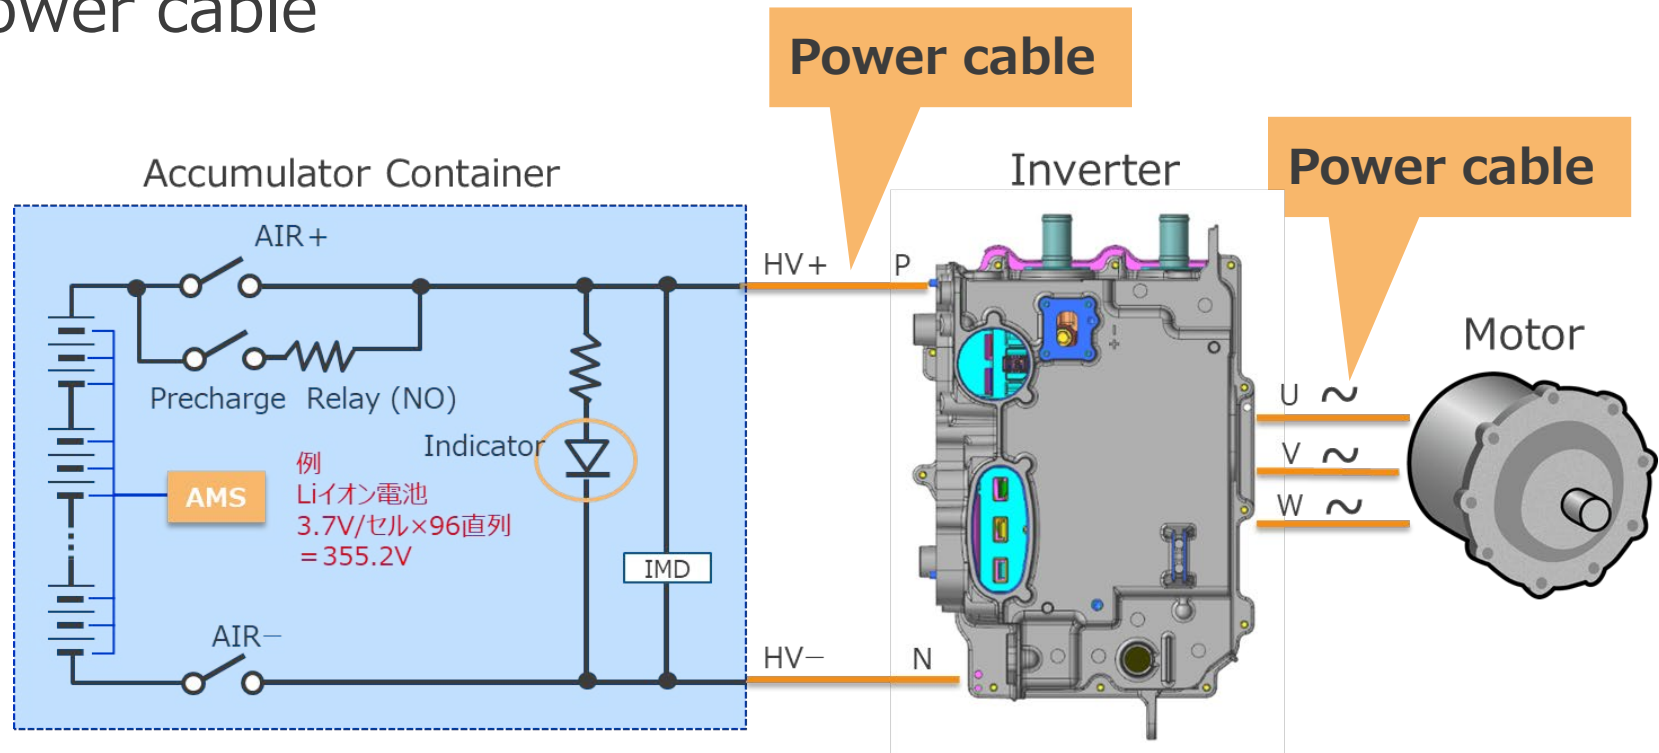 ower cable
Power cable
Power cable
Accumulator Container
Inverter
AIR+
HV+
P
Motor
Precharge Relay (NO)
U ~
Indicator
V ~
AMS
例
Liイオン電池
3.7V/セル×96直列
=355.2V
W ~
IMD
AIR−
HV−
N